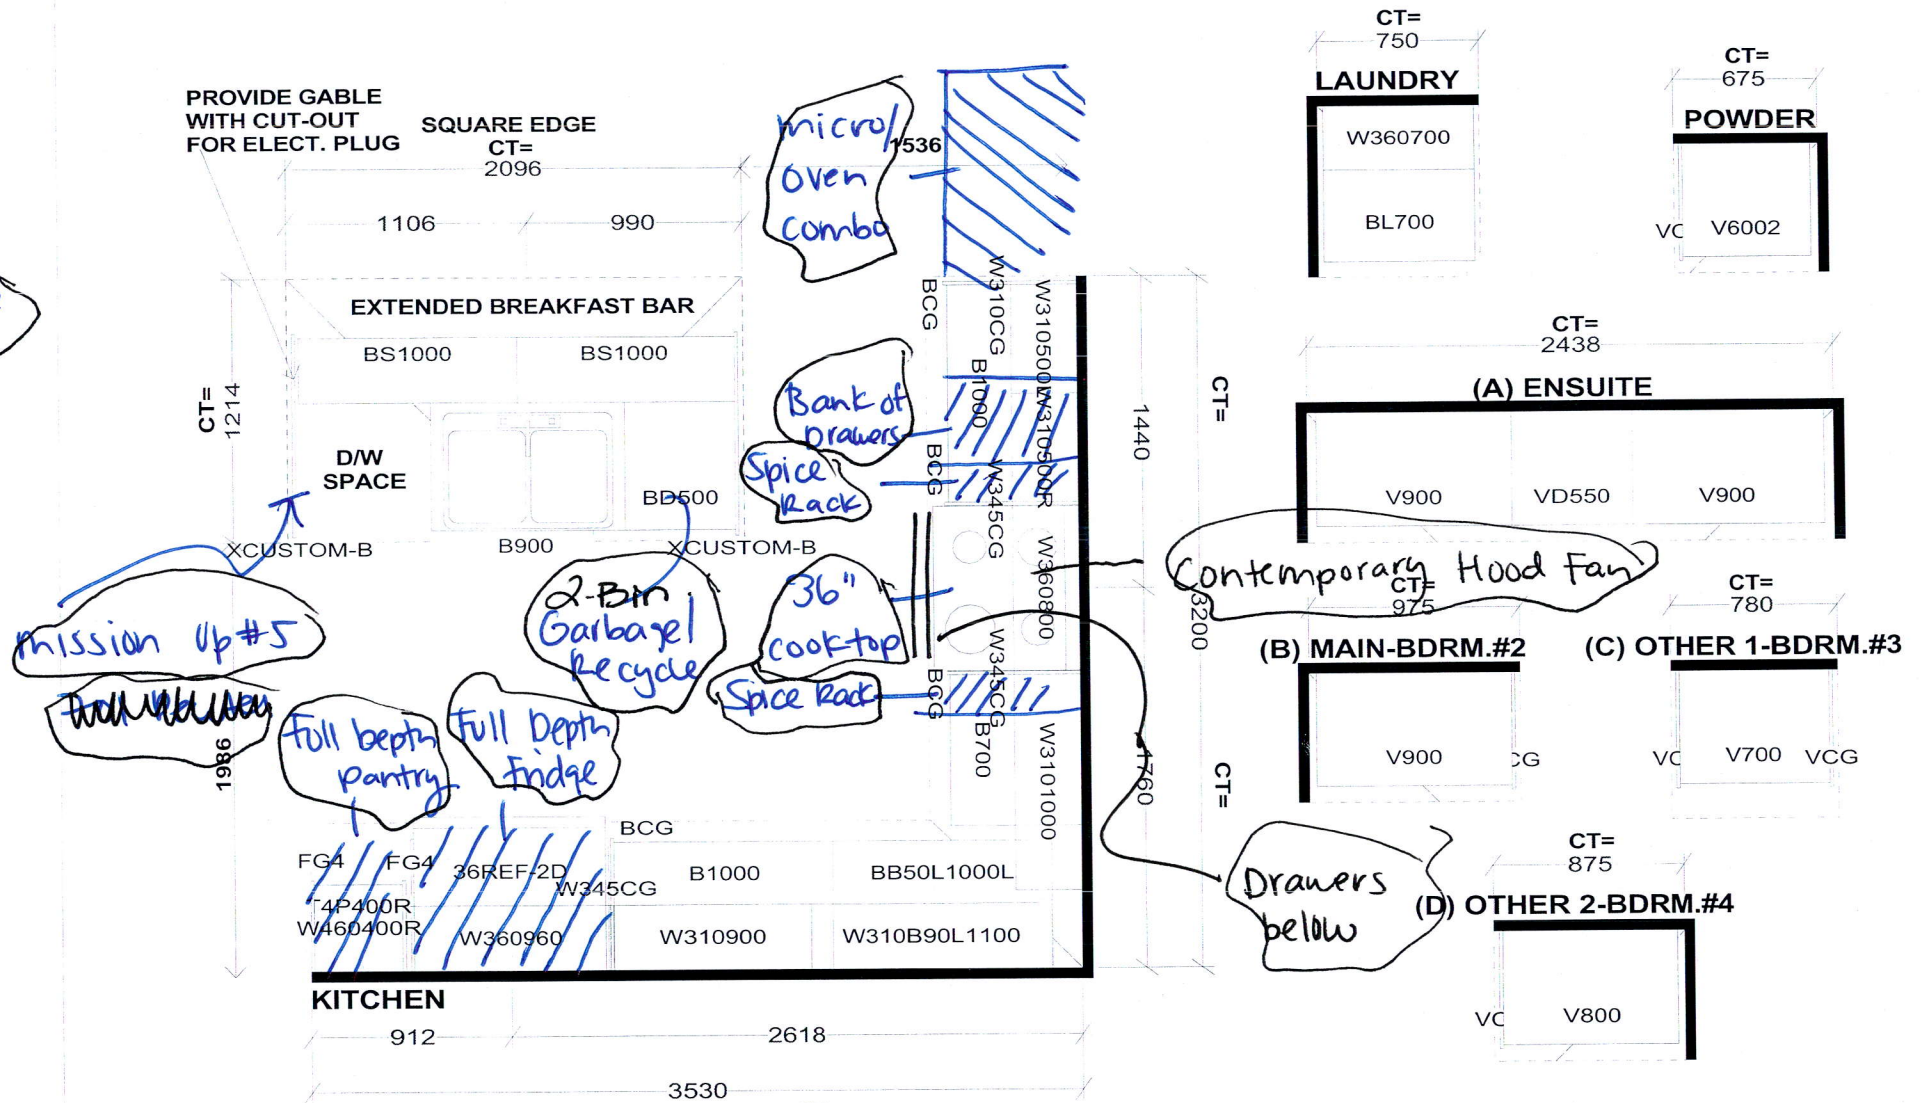 CT=
750
LAUNDRY
W360700
BL700
CT=
675
POWDER
VC
V6002
PROVIDE GABLE
WITH CUT-OUT
FOR ELECT. PLUG
SQUARE EDGE
CT=
2096
1106
990
micro/
oven
combo
1536
EXTENDED BREAKFAST BAR
BS1000
BS1000
CT=
1214
D/W
SPACE
BD500
XCUSTOM-B
B900
XCUSTOM-B
BCG
W310CG
B1000
Bank of
Drawers
Spice
Rack
BCG
W310500R
W345CG
W360800
36"
cooktop
Spice Rack
BCG
W345CG
B700
W3101000
1440
CT=
3200
1760
CT=
CT=
2438
(A) ENSUITE
V900
VD550
V900
Contemporary Hood Fan
CT=
975
(B) MAIN-BDRM.#2
V900
CG
CT=
780
(C) OTHER 1-BDRM.#3
VC
V700
VCG
mission up #5
2-Bin
Garbage/
Recycle
1986
Full Depth
pantry
Full Depth
Fridge
FG4
FG4
36REF-2D
W345CG
T4P400R
W460400R
W360960
BCG
B1000
BB50L1000L
W310900
W310B90L1100
Drawers
below
CT=
875
(D) OTHER 2-BDRM.#4
VC
V800
KITCHEN
912
2618
3530